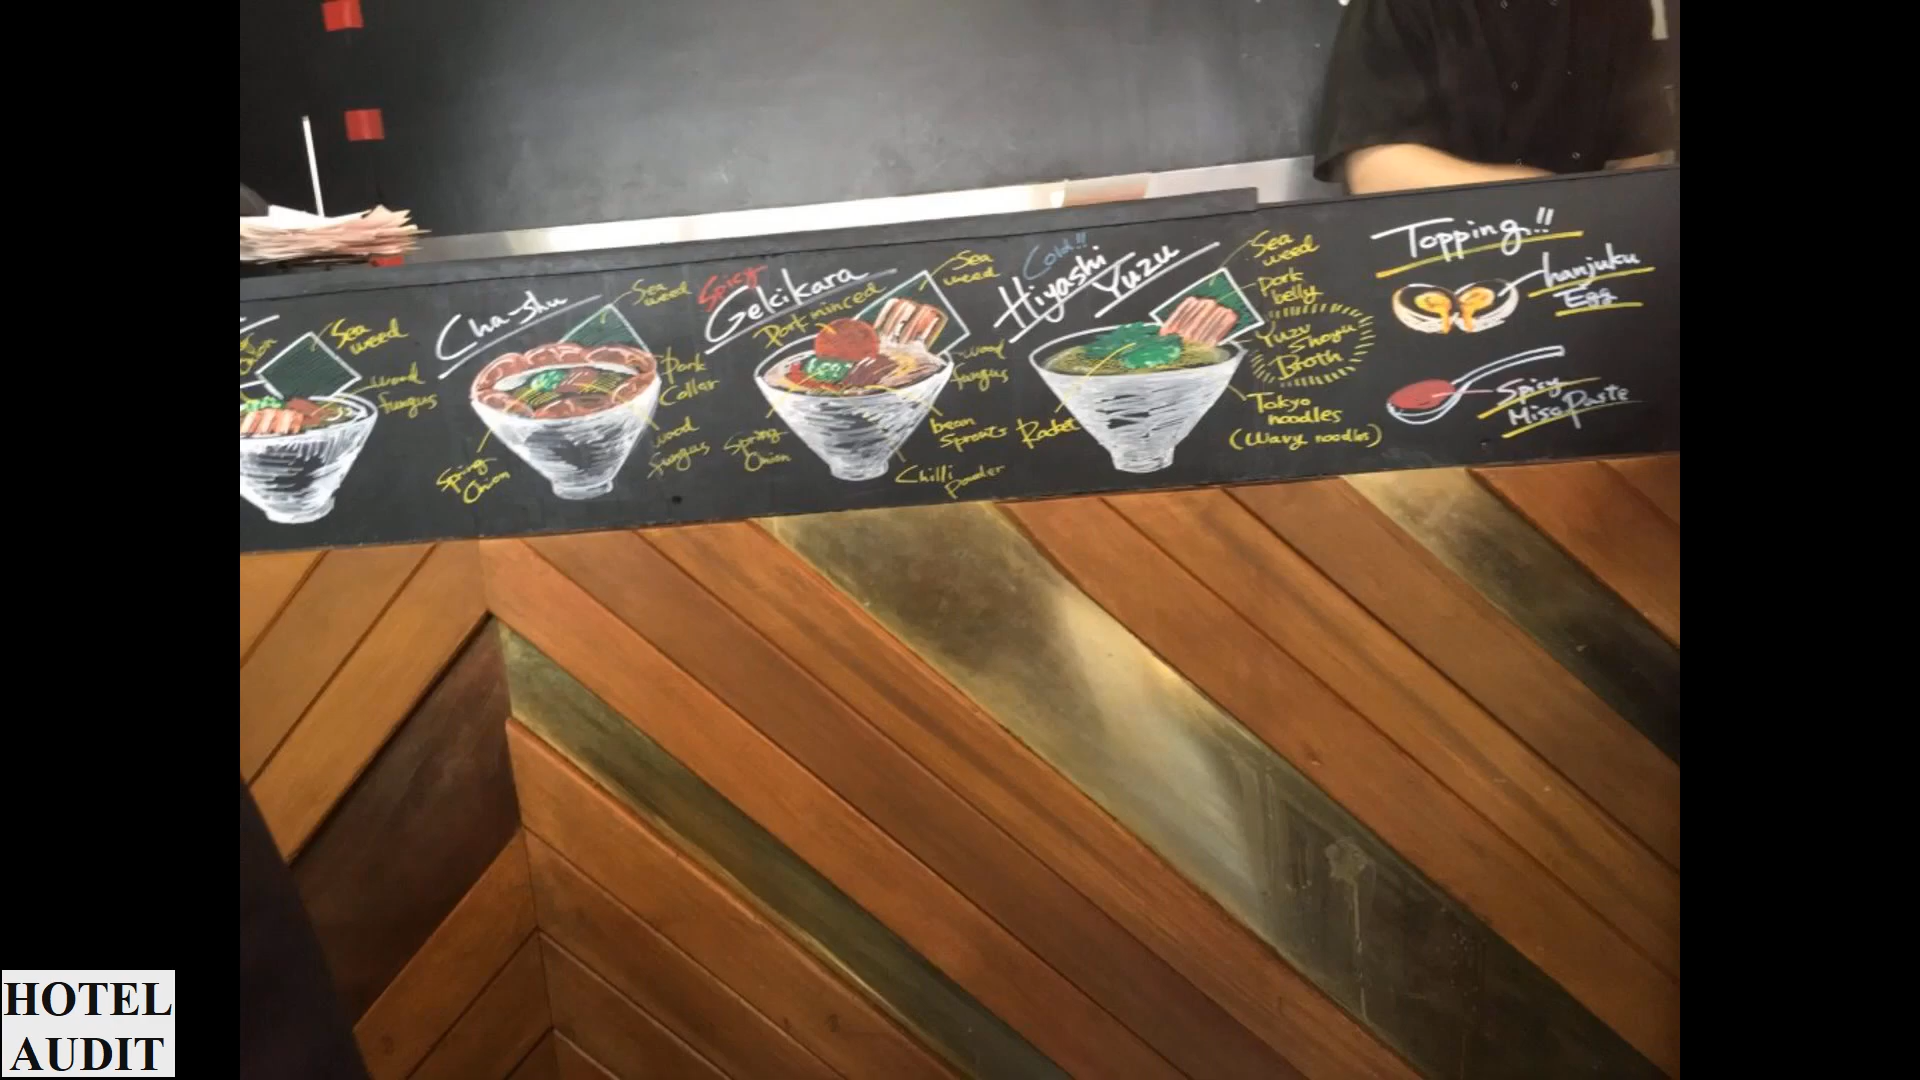 Sea
weed
wood
fungus
Cha-shu
Sea
weed
Pork
Collar
wood
fungus
Spring
Onion
Spicy
Gekikara
Pork minced
Sea
weed
wood
fungus
bean
Sprouts
Chilli
powder
Spring
Onion
Cold!!
Hiyashi
Yuzu
Sea
weed
Pork
belly
Yuzu
Shoyu
Broth
Tokyo
noodles
(Wavy noodles)
Rocket
Topping!!
hanjuku
Egg
Spicy
Miso Paste
HOTEL
AUDIT